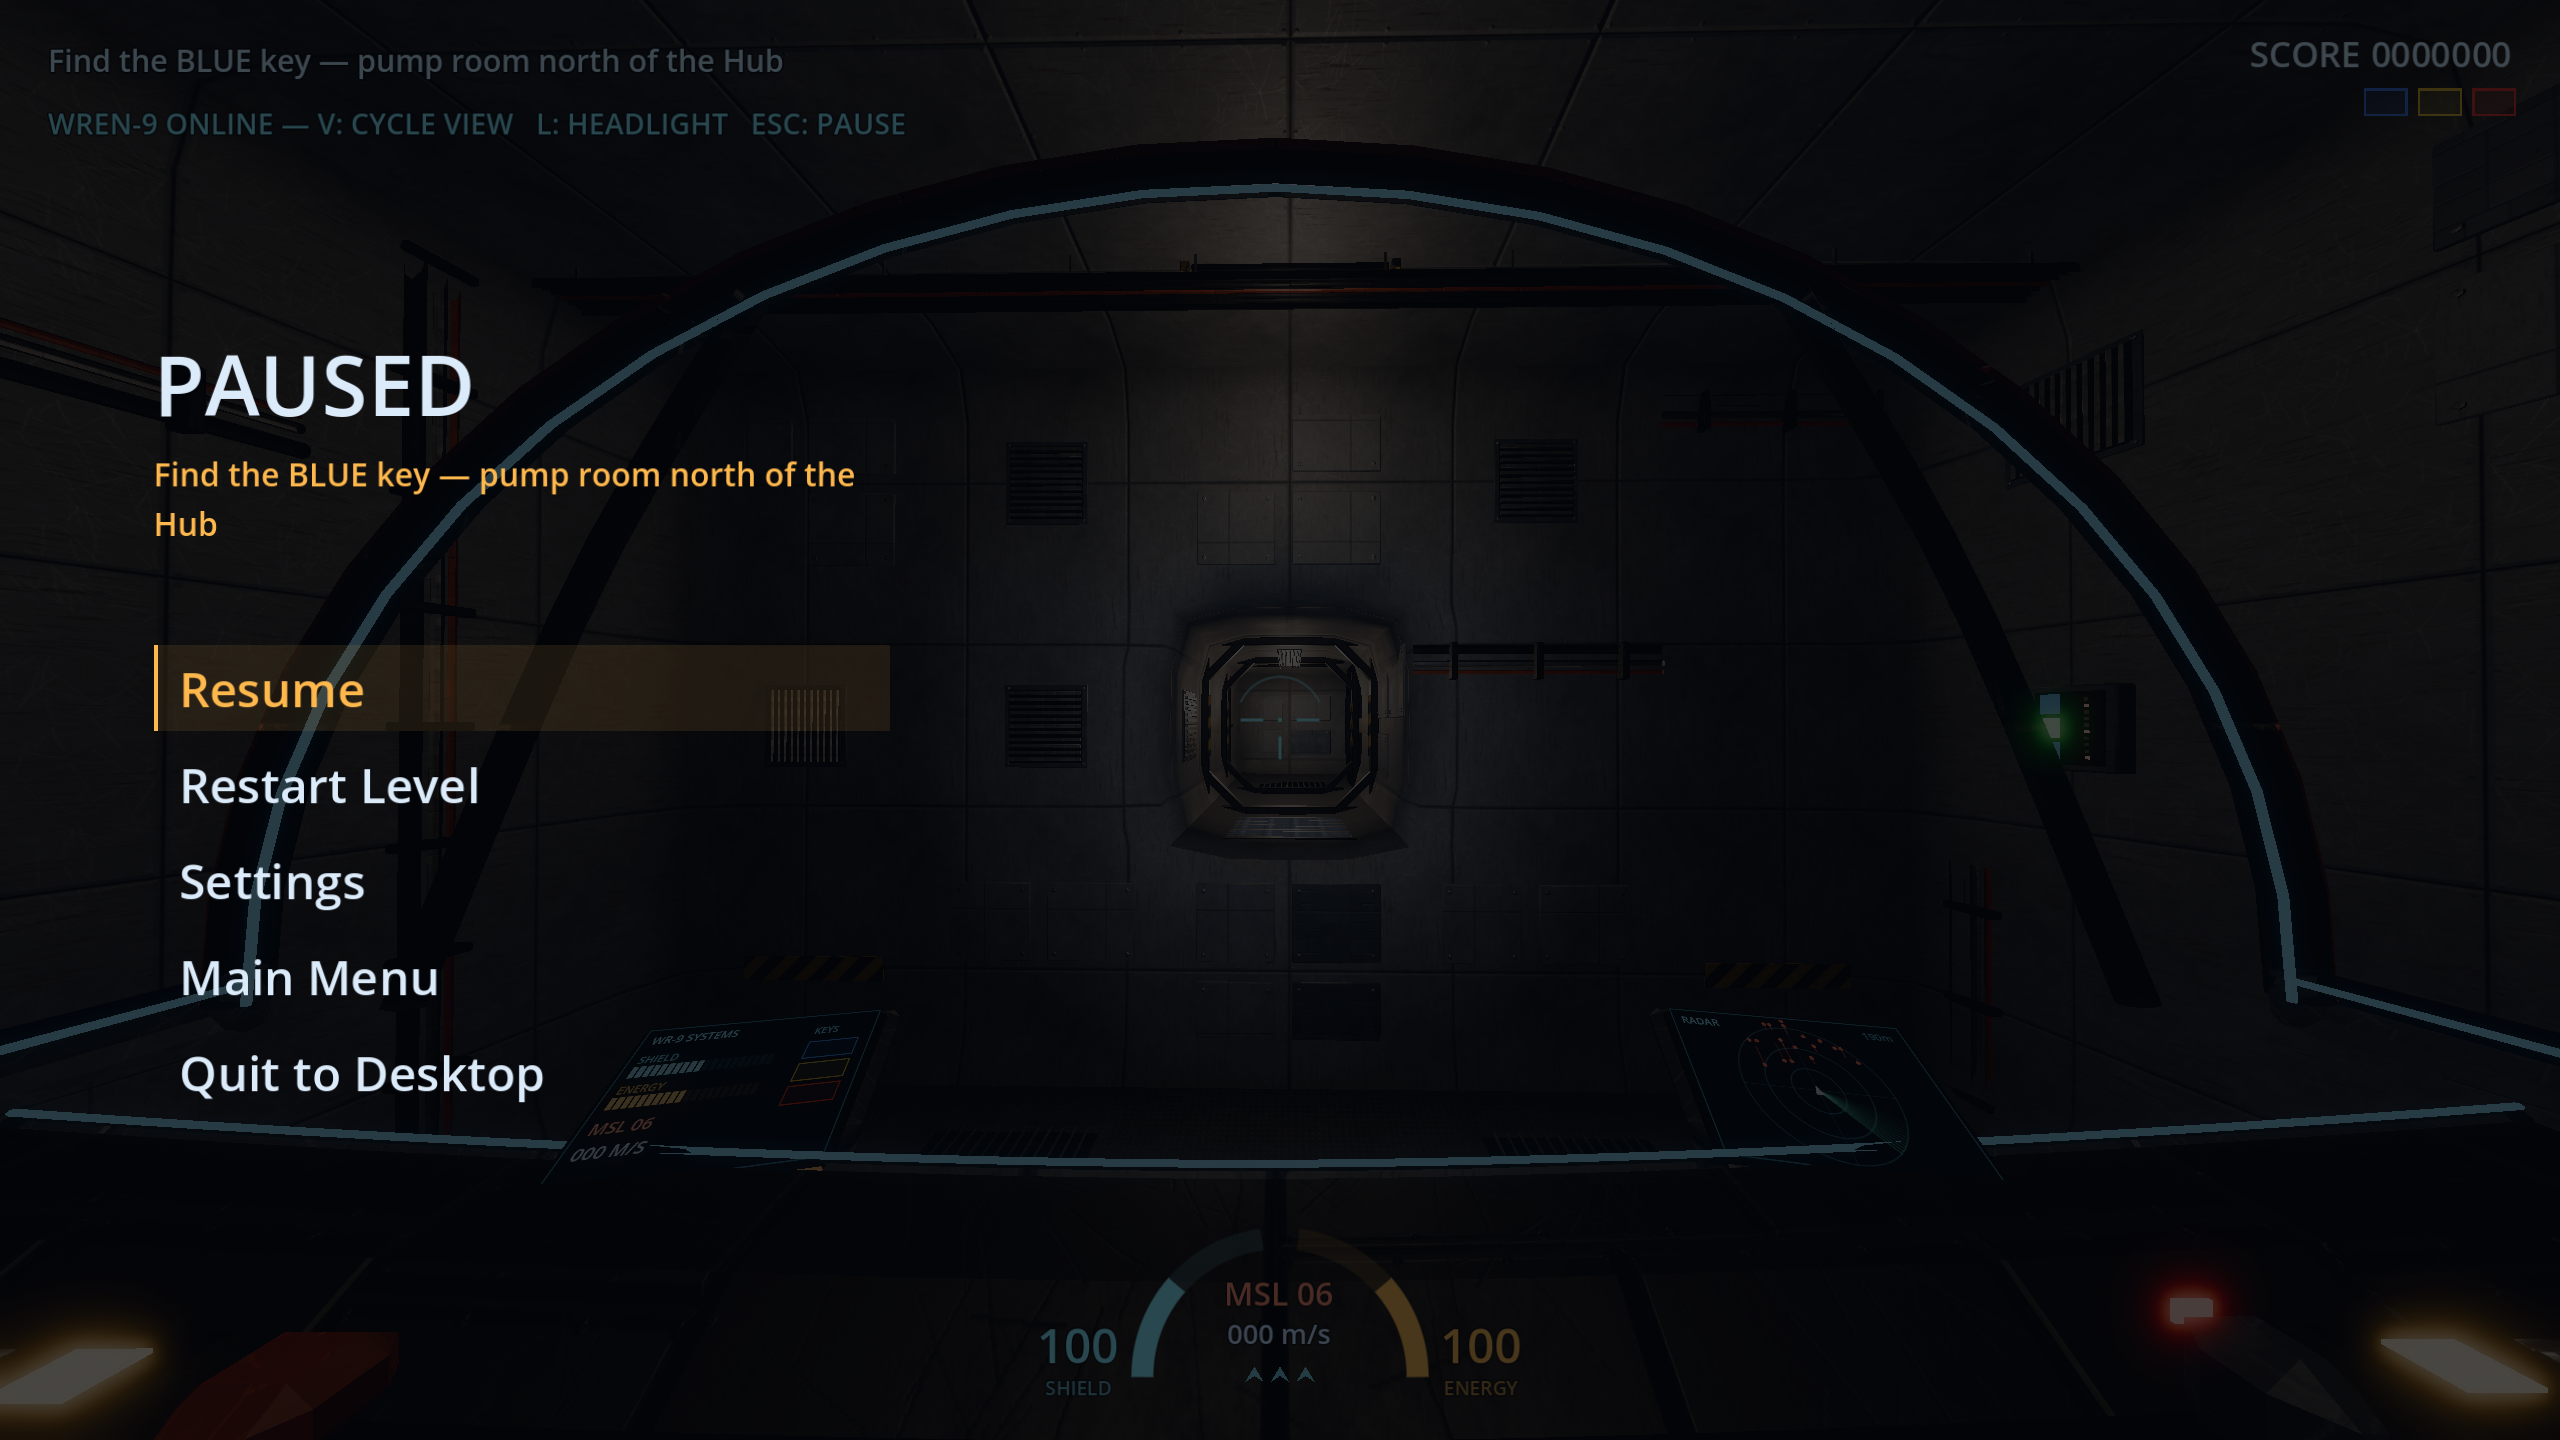 Find the BLUE key — pump room north of the Hub
SCORE 0000000
WREN-9 ONLINE — V: CYCLE VIEW L: HEADLIGHT ESC: PAUSE
PAUSED
Find the BLUE key — pump room north of the
Hub
Resume
Restart Level
Settings
Main Menu
Quit to Desktop
WR-9 SYSTEMS
KEYS
SHIELD
ENERGY
MSL 06
000 M/S
RADAR
190m
MSL 06
000 m/s
100
SHIELD
100
ENERGY